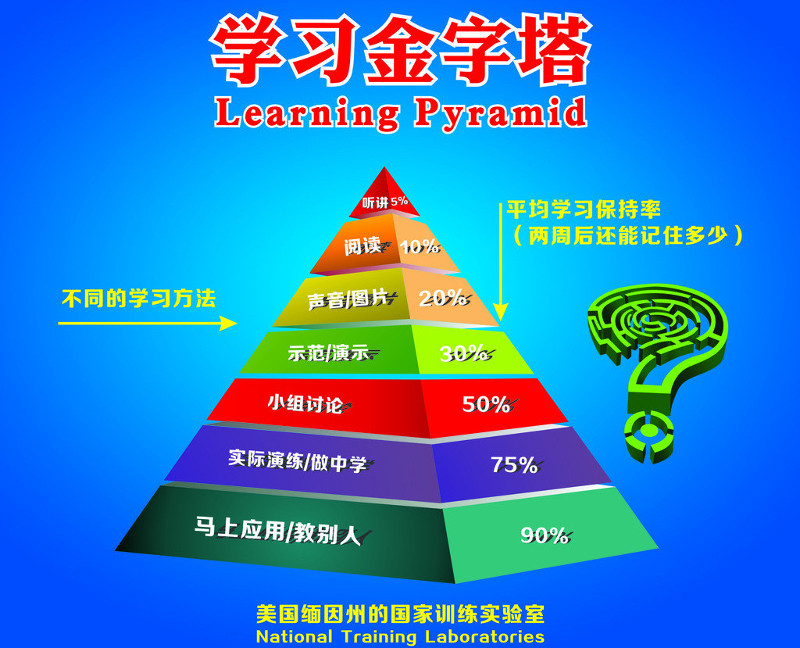 学习金字塔
Learning Pyramid
听讲 5%
平均学习保持率
（两周后还能记住多少）
阅读 10%
不同的学习方法
声音/图片 20%
示范/演示 30%
小组讨论 50%
实际演练/做中学 75%
马上应用/教别人 90%
美国缅因州的国家训练实验室
National Training Laboratories